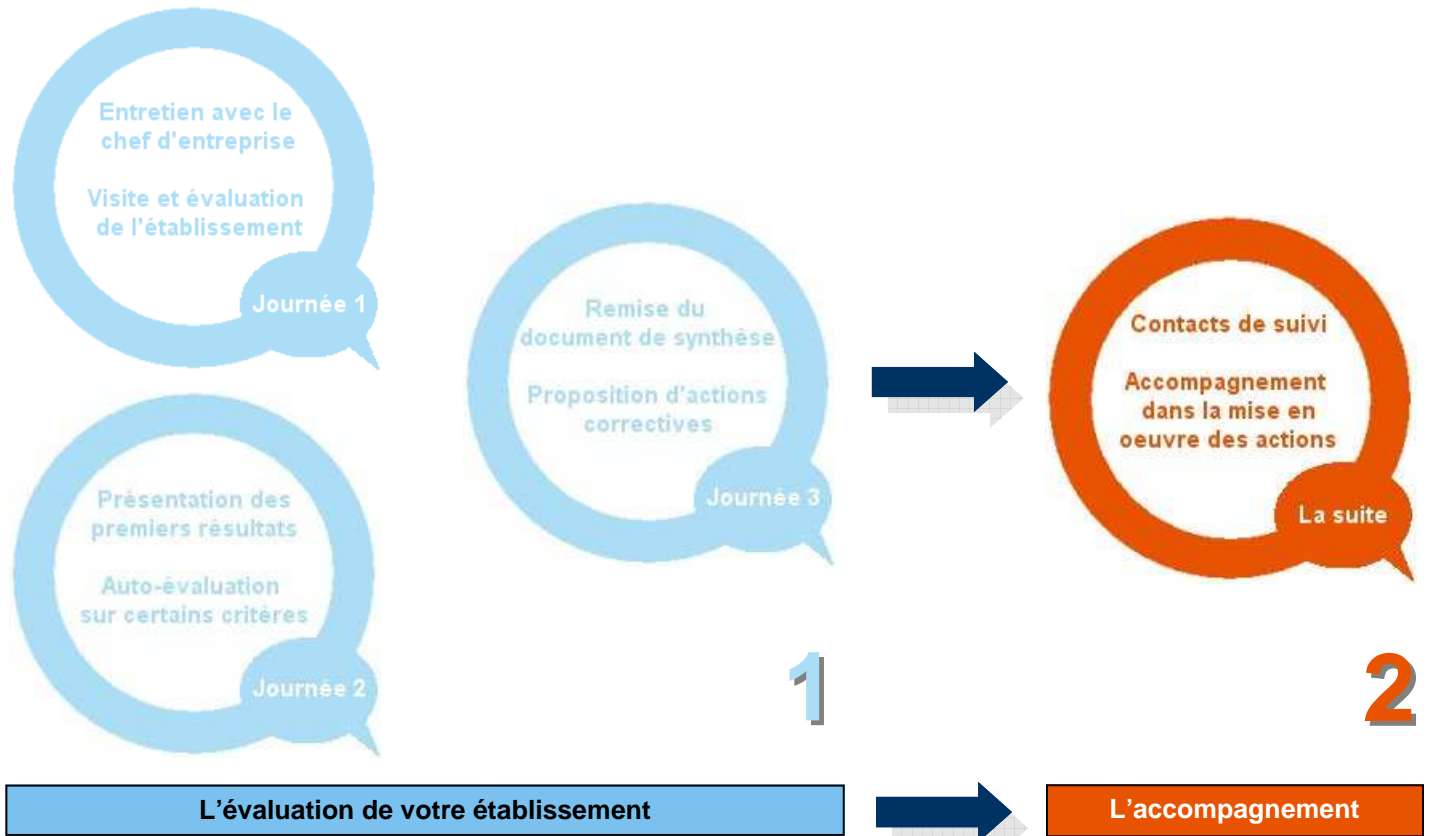 Entretien avec le
chef d'entreprise
Visite et évaluation
de l'établissement
Journée 1
Présentation des
premiers résultats
Auto-évaluation
sur certains critères
Journée 2
Remise du
document de synthèse
Proposition d'actions
correctives
Journée 3
1
Contacts de suivi
Accompagnement
dans la mise en
oeuvre des actions
La suite
2
L'évaluation de votre établissement
L'accompagnement